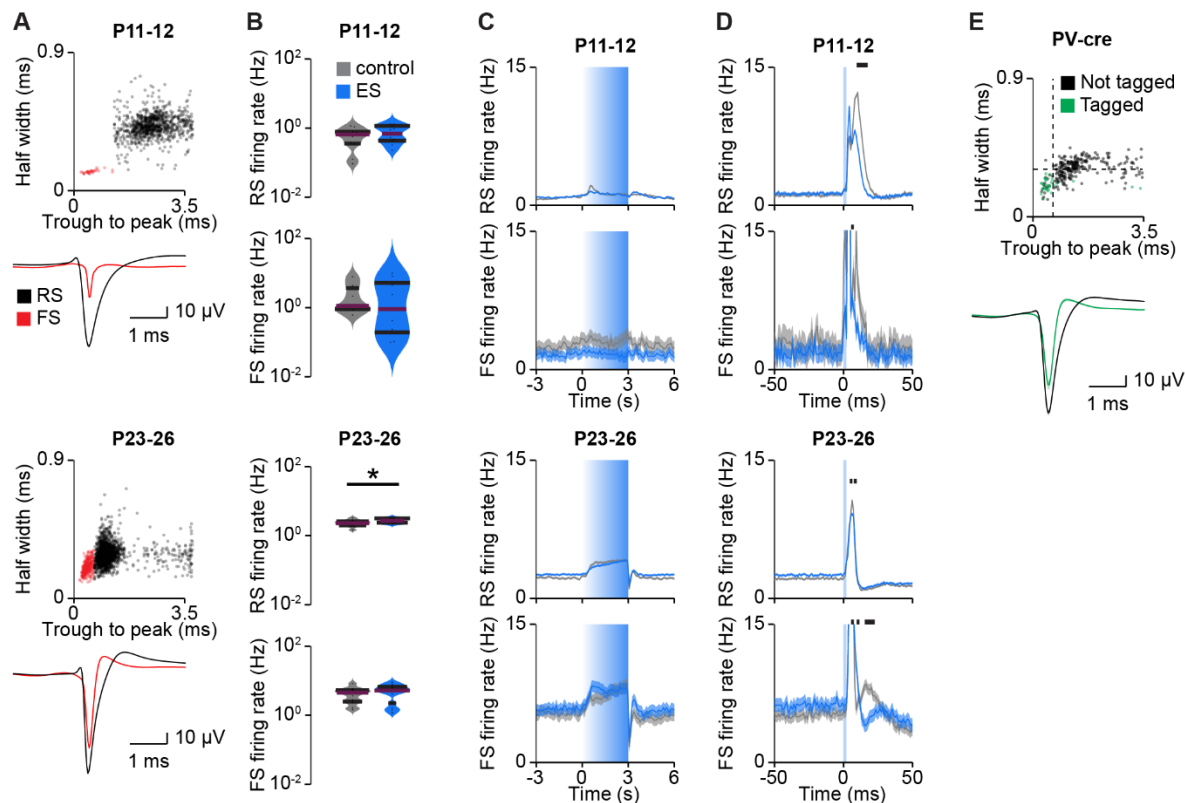 A
P11-12
0.9
Half width (ms)
0
0
3.5
Trough to peak (ms)
RS
FS
10 µV
1 ms
P23-26
0.9
Half width (ms)
0
0
3.5
Trough to peak (ms)
10 µV
1 ms
B
P11-12
10²
RS firing rate (Hz)
10⁰
10⁻²
control
ES
10²
FS firing rate (Hz)
10⁰
10⁻²
P23-26
10²
RS firing rate (Hz)
10⁰
10⁻²
*
10²
FS firing rate (Hz)
10⁰
10⁻²
C
P11-12
15
RS firing rate (Hz)
0
15
FS firing rate (Hz)
0
-3 0 3 6
Time (s)
P23-26
15
RS firing rate (Hz)
0
15
FS firing rate (Hz)
0
-3 0 3 6
Time (s)
D
P11-12
15
RS firing rate (Hz)
0
15
FS firing rate (Hz)
0
-50 0 50
Time (ms)
P23-26
15
RS firing rate (Hz)
0
15
FS firing rate (Hz)
0
-50 0 50
Time (ms)
E
PV-cre
0.9
Half width (ms)
0
Not tagged
Tagged
0
3.5
Trough to peak (ms)
10 µV
1 ms